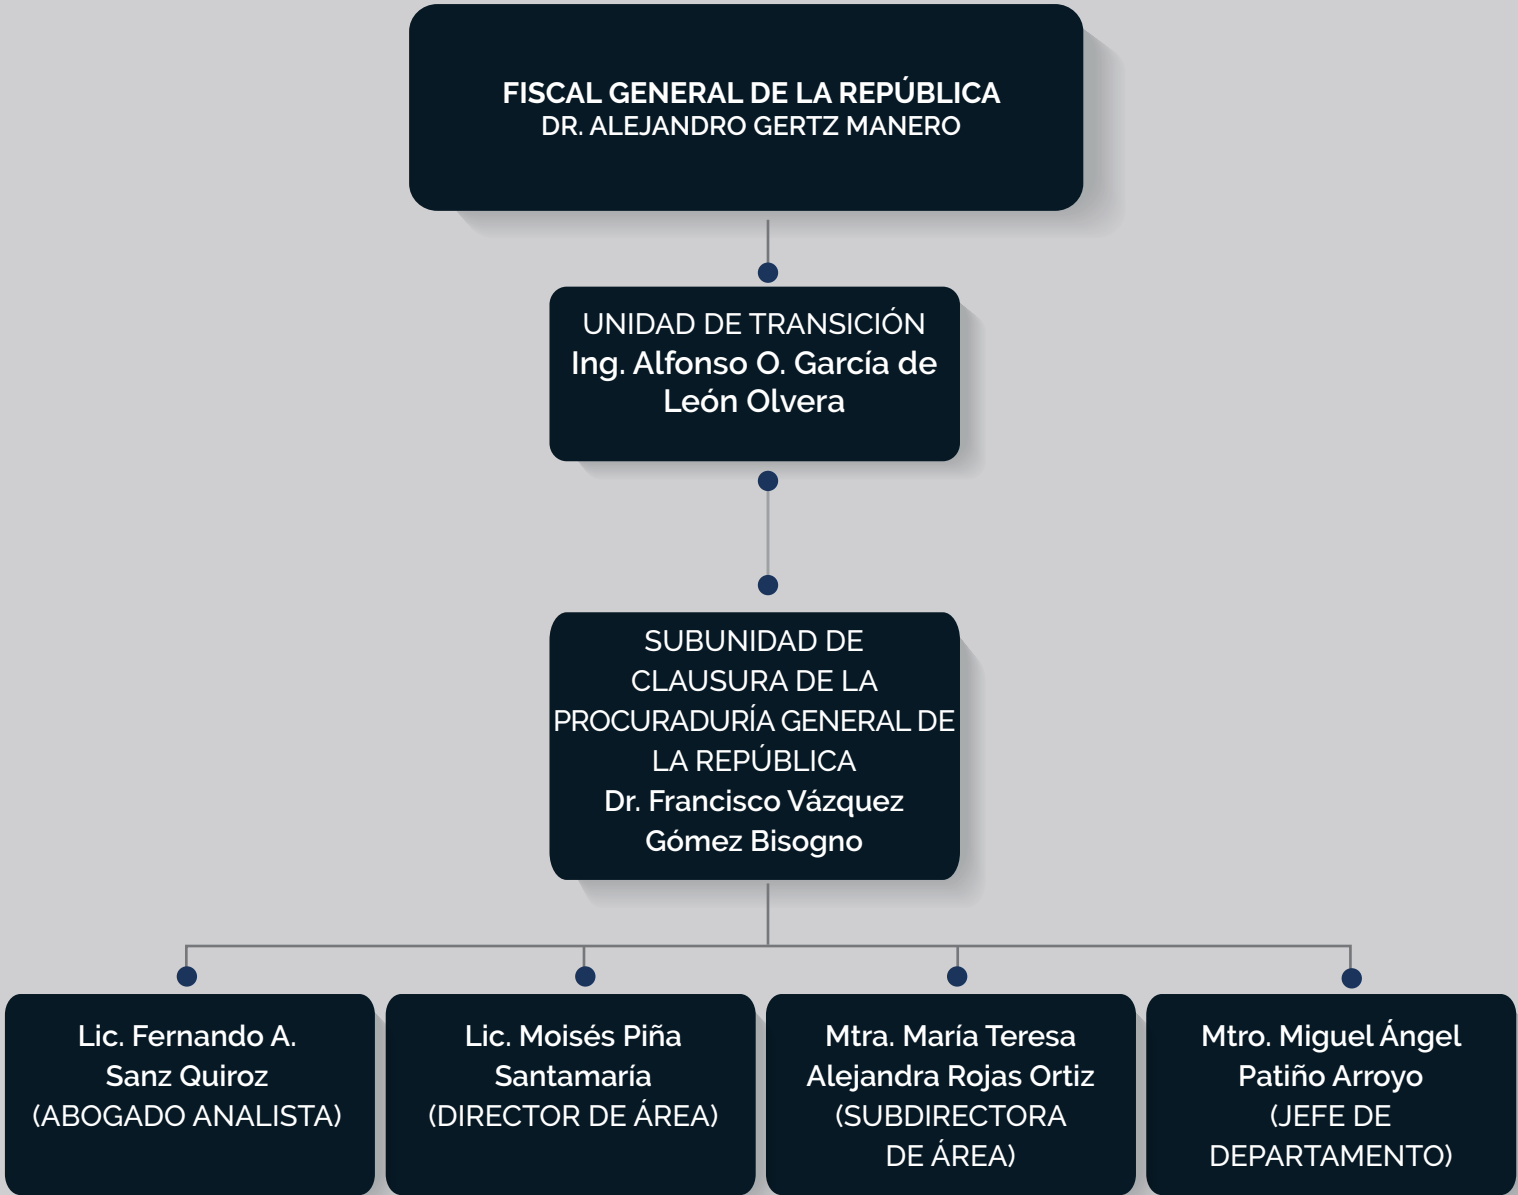 FISCAL GENERAL DE LA REPÚBLICA
DR. ALEJANDRO GERTZ MANERO
UNIDAD DE TRANSICIÓN
Ing. Alfonso O. García de
León Olvera
SUBUNIDAD DE
CLAUSURA DE LA
PROCURADURÍA GENERAL DE
LA REPÚBLICA
Dr. Francisco Vázquez
Gómez Bisogno
Lic. Fernando A.
Sanz Quiroz
(ABOGADO ANALISTA)
Lic. Moisés Piña
Santamaría
(DIRECTOR DE ÁREA)
Mtra. María Teresa
Alejandra Rojas Ortiz
(SUBDIRECTORA
DE ÁREA)
Mtro. Miguel Ángel
Patiño Arroyo
(JEFE DE
DEPARTAMENTO)